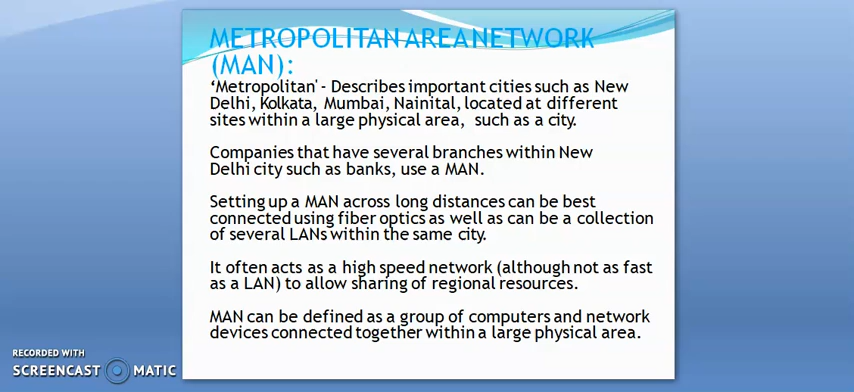 METROPOLITAN AREA NETWORK
(MAN):
‘Metropolitan' - Describes important cities such as New
Delhi, Kolkata, Mumbai, Nainital, located at different
sites within a large physical area, such as a city.
Companies that have several branches within New
Delhi city such as banks, use a MAN.
Setting up a MAN across long distances can be best
connected using fiber optics as well as can be a collection
of several LANs within the same city.
It often acts as a high speed network (although not as fast
as a LAN) to allow sharing of regional resources.
MAN can be defined as a group of computers and network
devices connected together within a large physical area.
RECORDED WITH
SCREENCAST MATIC